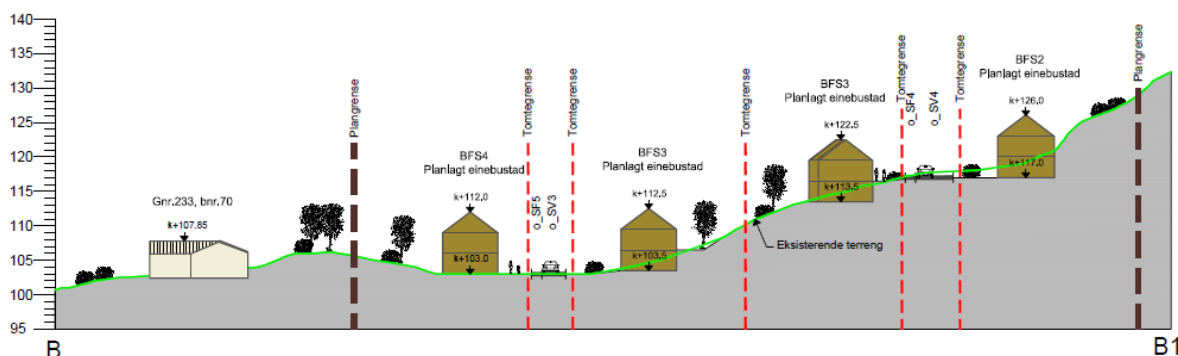 140
135
130
125
120
115
110
105
100
95
B
B1
Gnr.233, bnr.70
k+107.85
Plangrense
BFS4
Planlagt einebustad
k+112,0
k+103.0
Tomtegrense
o_SF5
o_SV3
Tomtegrense
BFS3
Planlagt einebustad
k+112,5
k+103.5
Tomtegrense
Eksisterende terreng
BFS3
Planlagt einebustad
k+122.5
k+113.5
Tomtegrense
o_SF4
o_SV4
Tomtegrense
BFS2
Planlagt einebustad
k+126,0
k+117.0
Plangrense